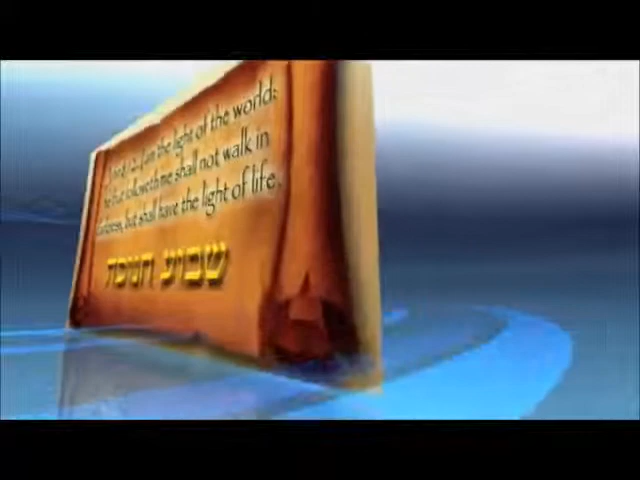 I am the light of the world:
he that followeth me shall not walk in
darkness, but shall have the light of life.
שבוע חנוכה